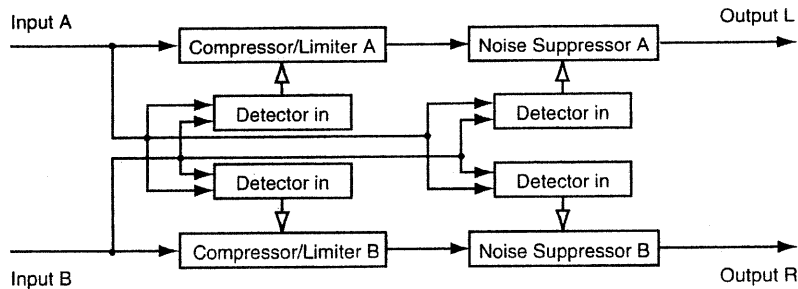 Input A
Output L
Compressor/Limiter A
Noise Suppressor A
Detector in
Detector in
Detector in
Detector in
Compressor/Limiter B
Noise Suppressor B
Input B
Output R